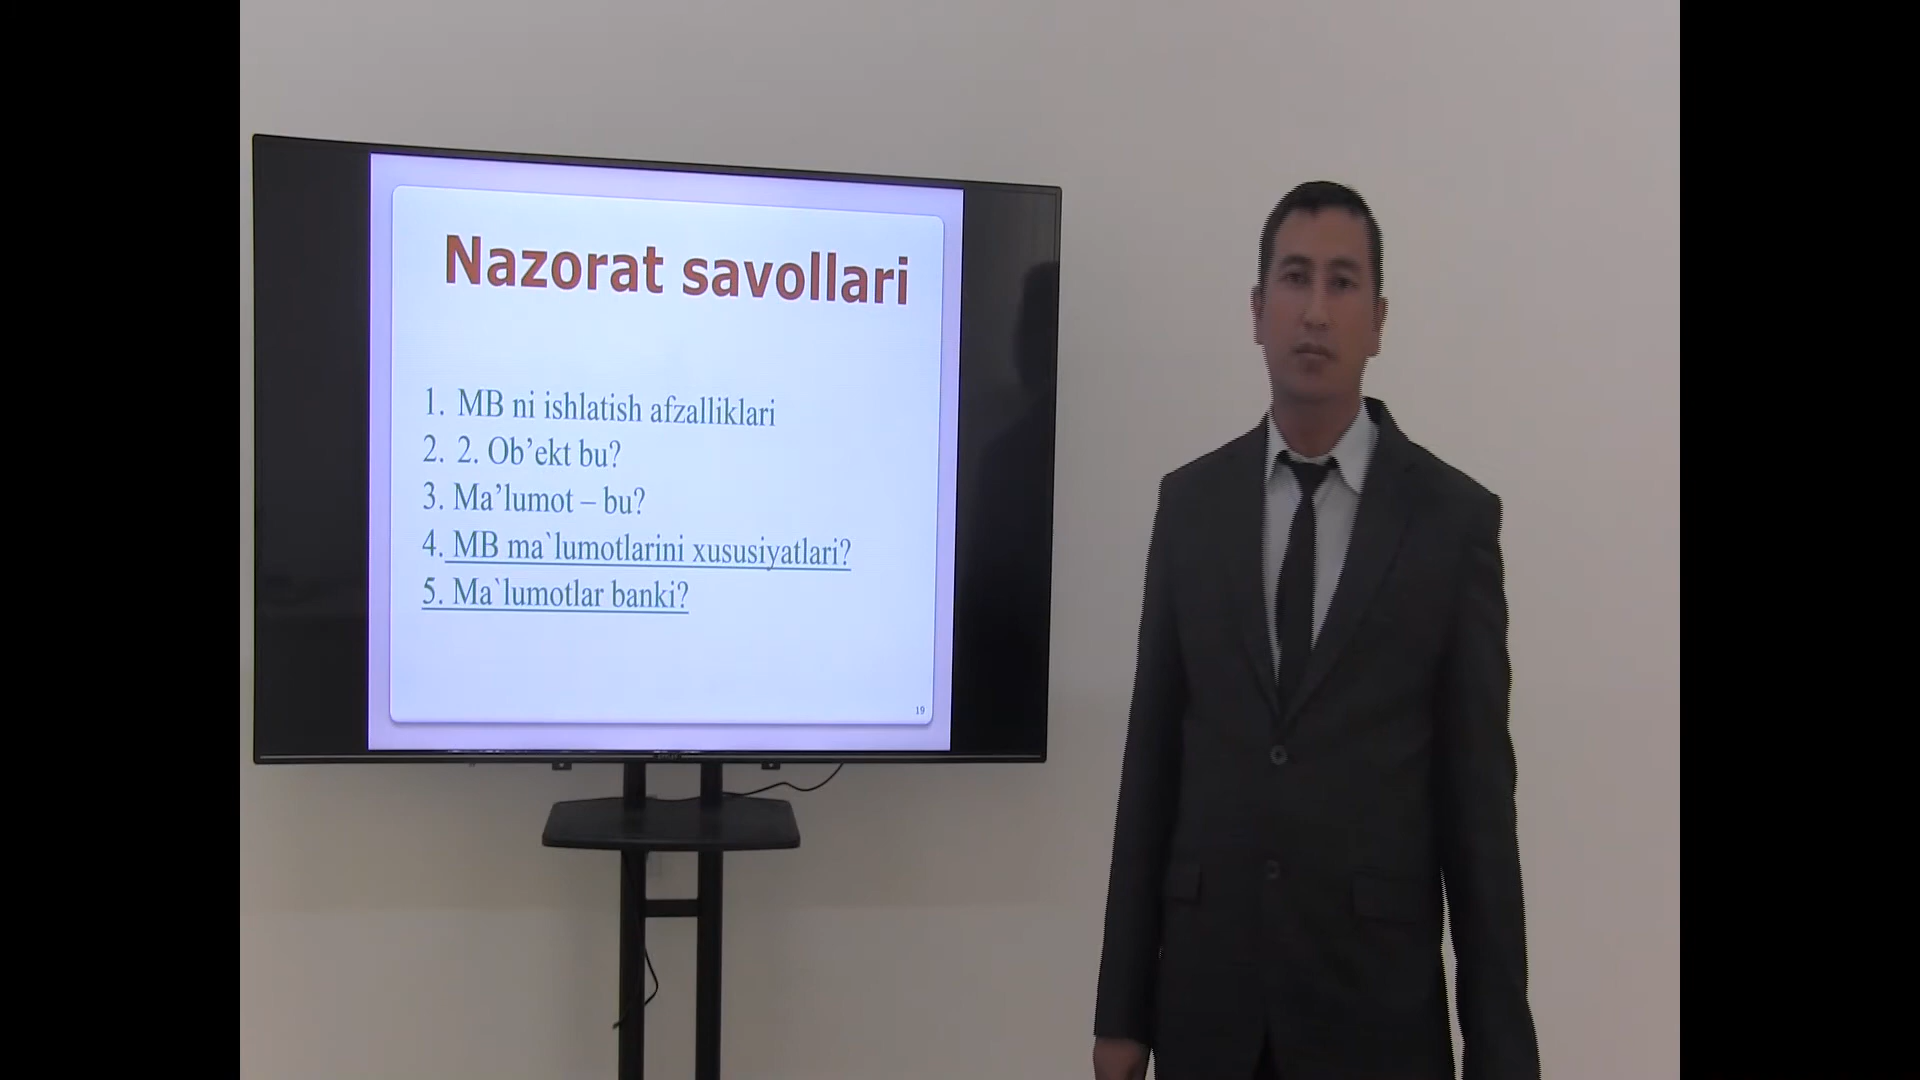 Nazorat savollari
1. MB ni ishlatish afzalliklari
2. 2. Ob’ekt bu?
3. Ma’lumot – bu?
4. MB ma`lumotlarini xususiyatlari?
5. Ma`lumotlar banki?
19